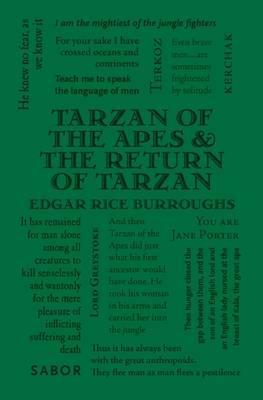 He knew no fear, as
we know it
I am the mightiest of the jungle fighters
For your sake I have
crossed oceans and
continents
Teach me to speak
the language of men
TERKOZ
Even brave
men... are
sometimes
frightened
by solitude
KERCHAK
TARZAN OF
THE APES &
THE RETURN
OF TARZAN
EDGAR RICE BURROUGHS
It has remained
for man alone
among all
creatures to
kill senselessly
and wantonly
for the mere
pleasure of
inflicting
suffering and
death
SABOR
LORD GREYSTOKE
And then
Tarzan of the
Apes did just
what his first
ancestor would
have done. He
took his woman
in his arms and
carried her into
the jungle
YOU ARE
JANE PORTER
Then hunger closed the
gap between them, and the
son of an English lord and
an English lady nursed at the
breast of Kala, the great ape
Thus it has always been
with the great anthropoids.
They flee man as man flees a pestilence